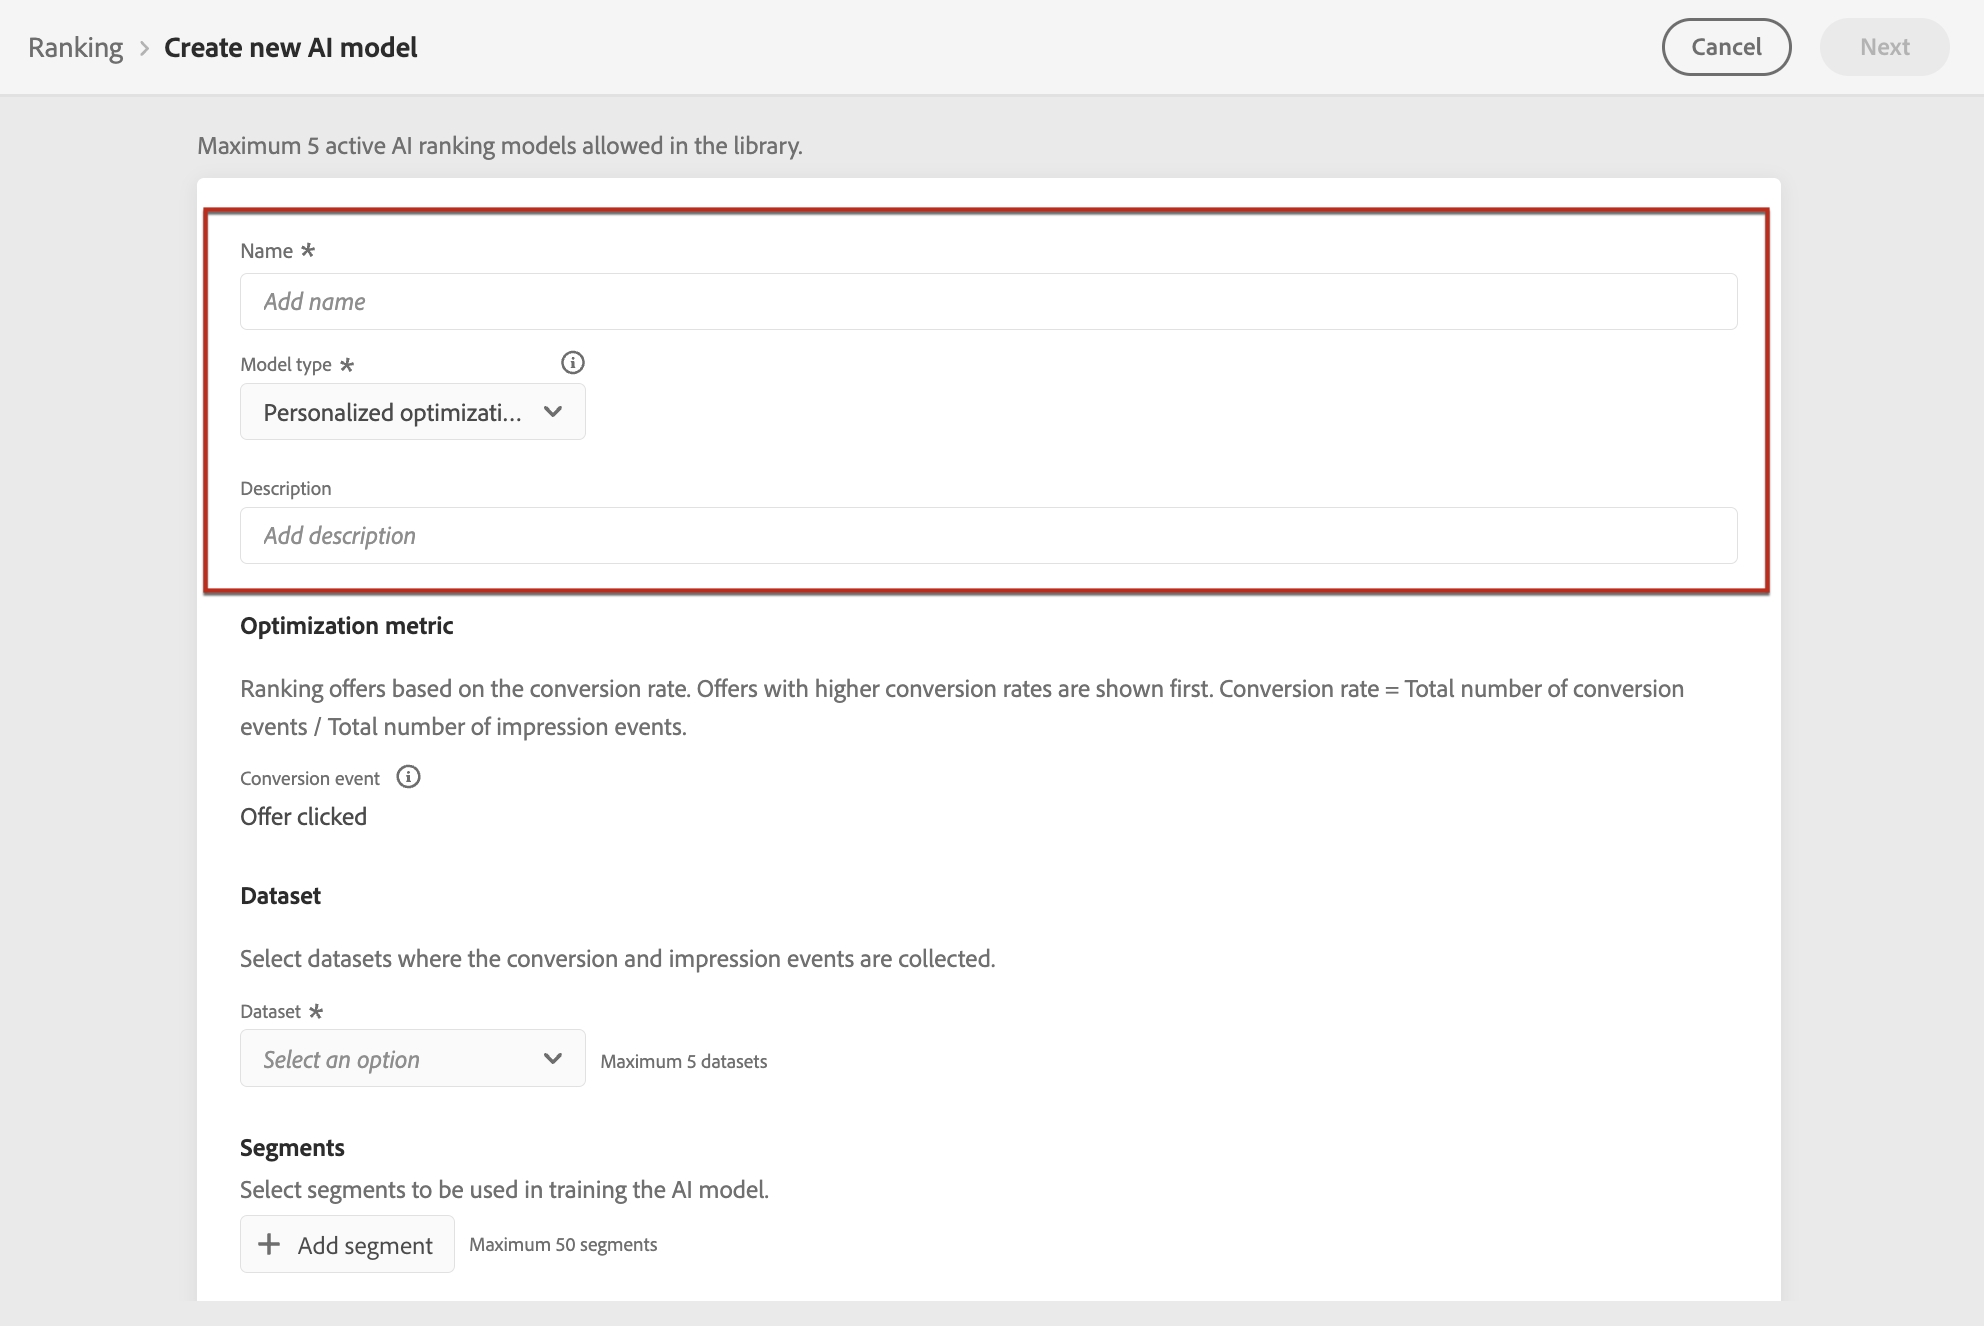 Ranking > Create new AI model
Cancel
Next
Maximum 5 active AI ranking models allowed in the library.
Name *
Add name
Model type *
Personalized optimizati...
Description
Add description
Optimization metric
Ranking offers based on the conversion rate. Offers with higher conversion rates are shown first. Conversion rate = Total number of conversion
events / Total number of impression events.
Conversion event
Offer clicked
Dataset
Select datasets where the conversion and impression events are collected.
Dataset *
Select an option
Maximum 5 datasets
Segments
Select segments to be used in training the AI model.
+ Add segment
Maximum 50 segments